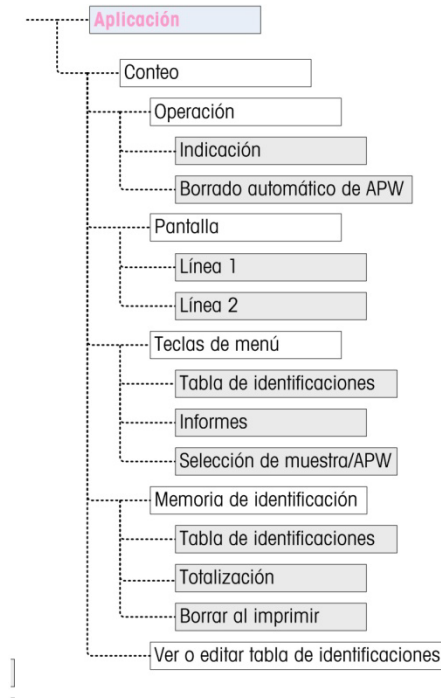 Aplicación
Conteo
Operación
Indicación
Borrado automático de APW
Pantalla
Línea 1
Línea 2
Teclas de menú
Tabla de identificaciones
Informes
Selección de muestra/APW
Memoria de identificación
Tabla de identificaciones
Totalización
Borrar al imprimir
Ver o editar tabla de identificaciones